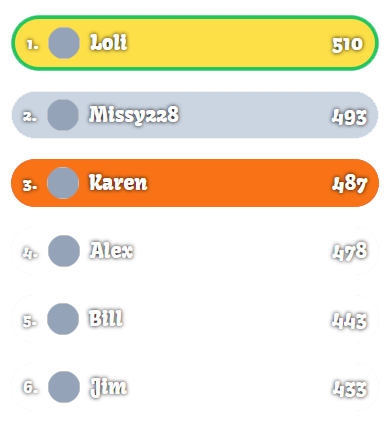 1. Loli 510
2. Missy228 493
3. Karen 487
4. Alex 478
5. Bill 443
6. Jim 433